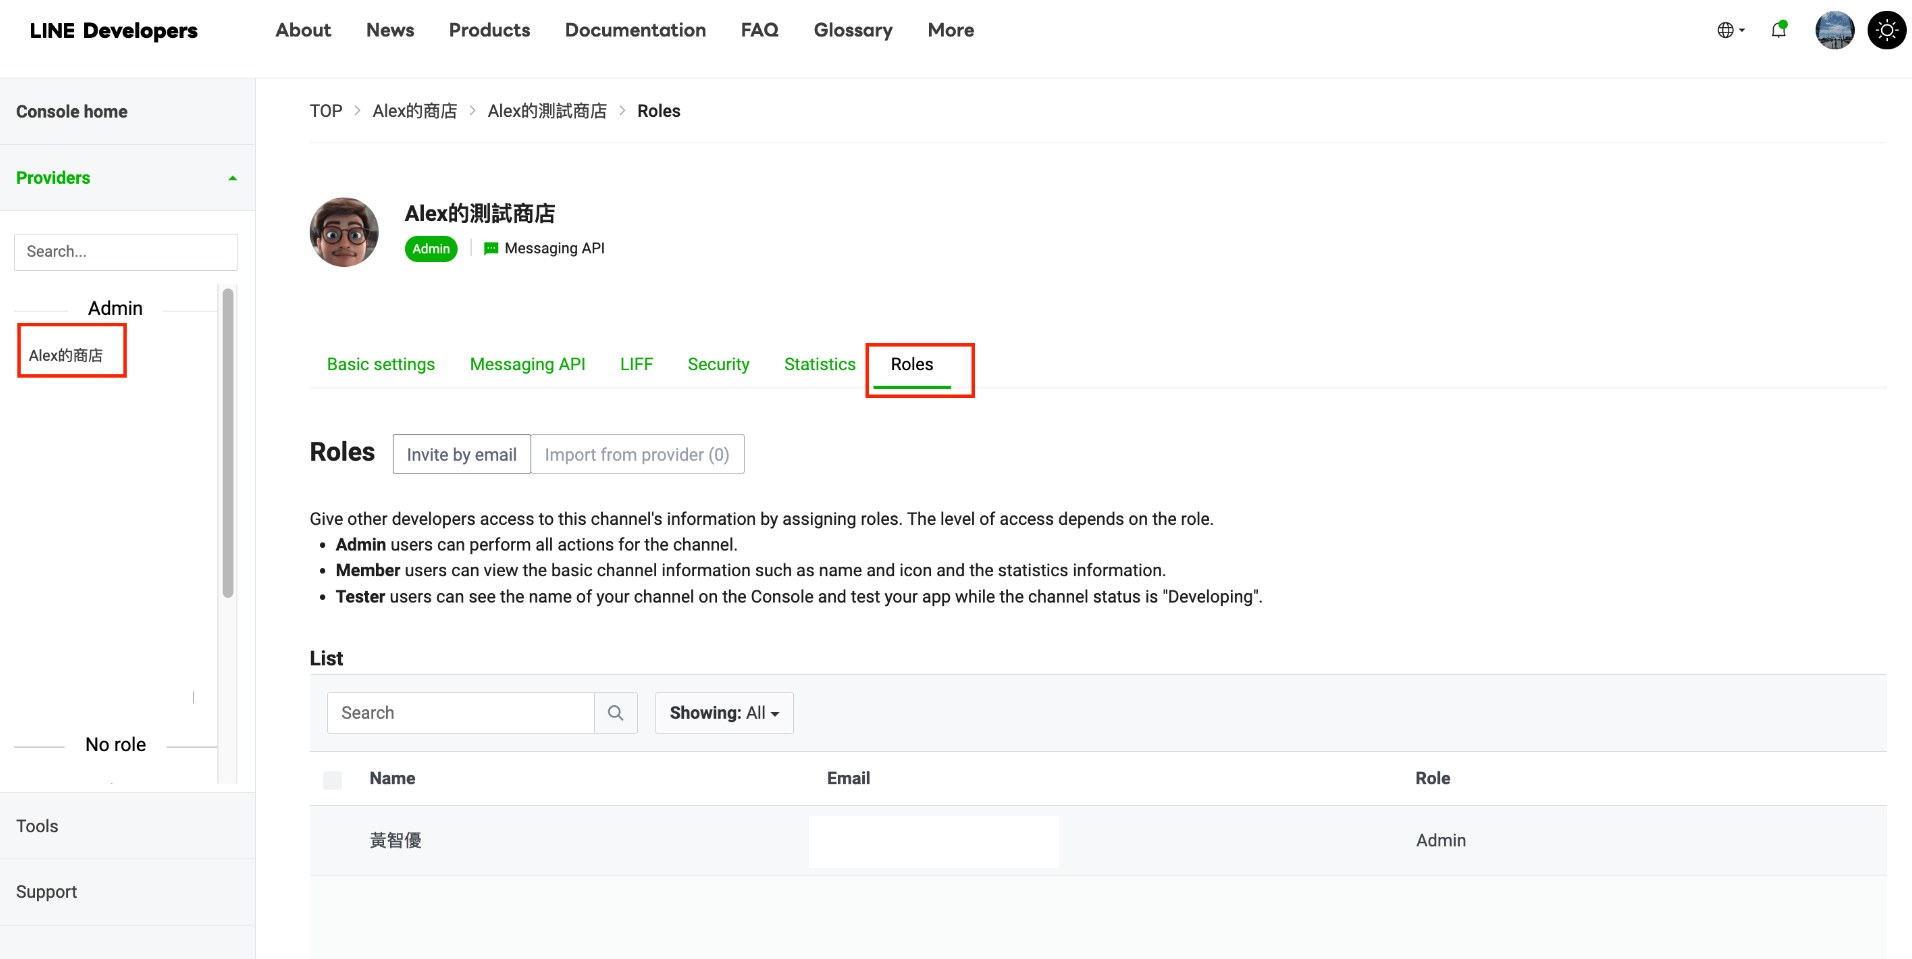 LINE Developers
About News Products Documentation FAQ Glossary More
Console home
Providers
Search...
Admin
Alex的商店
No role
Tools
Support
TOP > Alex的商店 > Alex的測試商店 > Roles
Alex的測試商店
Admin Messaging API
Basic settings Messaging API LIFF Security Statistics Roles
Roles Invite by email Import from provider (0)
Give other developers access to this channel's information by assigning roles. The level of access depends on the role.
• Admin users can perform all actions for the channel.
• Member users can view the basic channel information such as name and icon and the statistics information.
• Tester users can see the name of your channel on the Console and test your app while the channel status is "Developing".
List
Search Showing: All
Name Email Role
黃智優 Admin